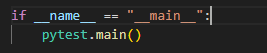 if __name__ == "__main__":
    pytest.main()